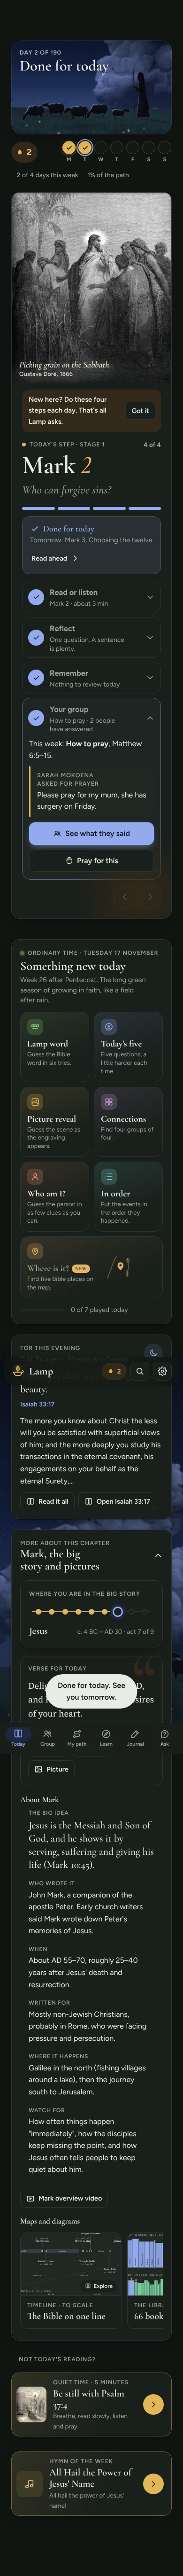 DAY 2 OF 190
Done for today
2
M T W T F S S
2 of 4 days this week · 1% of the path
Picking grain on the Sabbath
Gustave Doré, 1866
New here? Do these four
steps each day. That's all
Lamp asks.
Got it
TODAY'S STEP · STAGE 1
4 of 4
Mark 2
Who can forgive sins?
Done for today
Tomorrow: Mark 3, Choosing the twelve
Read ahead
Read or listen
Mark 2 · about 3 min
Reflect
One question. A sentence
is plenty.
Remember
Nothing to review today
Your group
How to pray · 2 people
have answered
This week: How to pray, Matthew
6:5–15.
SARAH MOKOENA
ASKED FOR PRAYER
Please pray for my mum, she has
surgery on Friday.
See what they said
Pray for this
ORDINARY TIME · TUESDAY 17 NOVEMBER
Something new today
Week 26 after Pentecost. The long green
season of growing in faith, like a field
after rain.
Lamp word
Guess the Bible
word in six tries.
Today's five
Five questions, a
little harder each
time.
Picture reveal
Guess the scene as
the engraving
appears.
Connections
Find four groups of
four.
Who am I?
Guess the person in
as few clues as you
can.
In order
Put the events in
the order they
happened.
Where is it? NEW
Find five Bible places on
the map.
0 of 7 played today
FOR THIS EVENING
Lamp
2
beauty.
Isaiah 33:17
The more you know about Christ the less
will you be satisfied with superficial views
of him; and the more deeply you study his
transactions in the eternal covenant, his
engagements on your behalf as the
eternal Surety,...
Read it all
Open Isaiah 33:17
MORE ABOUT THIS CHAPTER
Mark, the big
story and pictures
WHERE YOU ARE IN THE BIG STORY
Jesus
c. 4 BC – AD 30 · act 7 of 9
VERSE FOR TODAY
Done for today. See
you tomorrow.
of your heart.
Today
Group
My path
Learn
Journal
Ask
Picture
About Mark
THE BIG IDEA
Jesus is the Messiah and Son of
God, and he shows it by
serving, suffering and giving his
life (Mark 10:45).
WHO WROTE IT
John Mark, a companion of the
apostle Peter. Early church writers
said Mark wrote down Peter's
memories of Jesus.
WHEN
About AD 55–70, roughly 25–40
years after Jesus' death and
resurrection.
WRITTEN FOR
Mostly non-Jewish Christians,
probably in Rome, who were facing
pressure and persecution.
WHERE IT HAPPENS
Galilee in the north (fishing villages
around a lake), then the journey
south to Jerusalem.
WATCH FOR
How often things happen
"immediately", how the disciples
keep missing the point, and how
Jesus often tells people to keep
quiet about him.
Mark overview video
Maps and diagrams
Explore
TIMELINE · TO SCALE
The Bible on one line
THE LIBR
66 book
NOT TODAY'S READING?
QUIET TIME · 5 MINUTES
Be still with Psalm
37:4
Breathe, read slowly, listen
and pray
HYMN OF THE WEEK
All Hail the Power of
Jesus' Name
All hail the power of Jesus'
name!